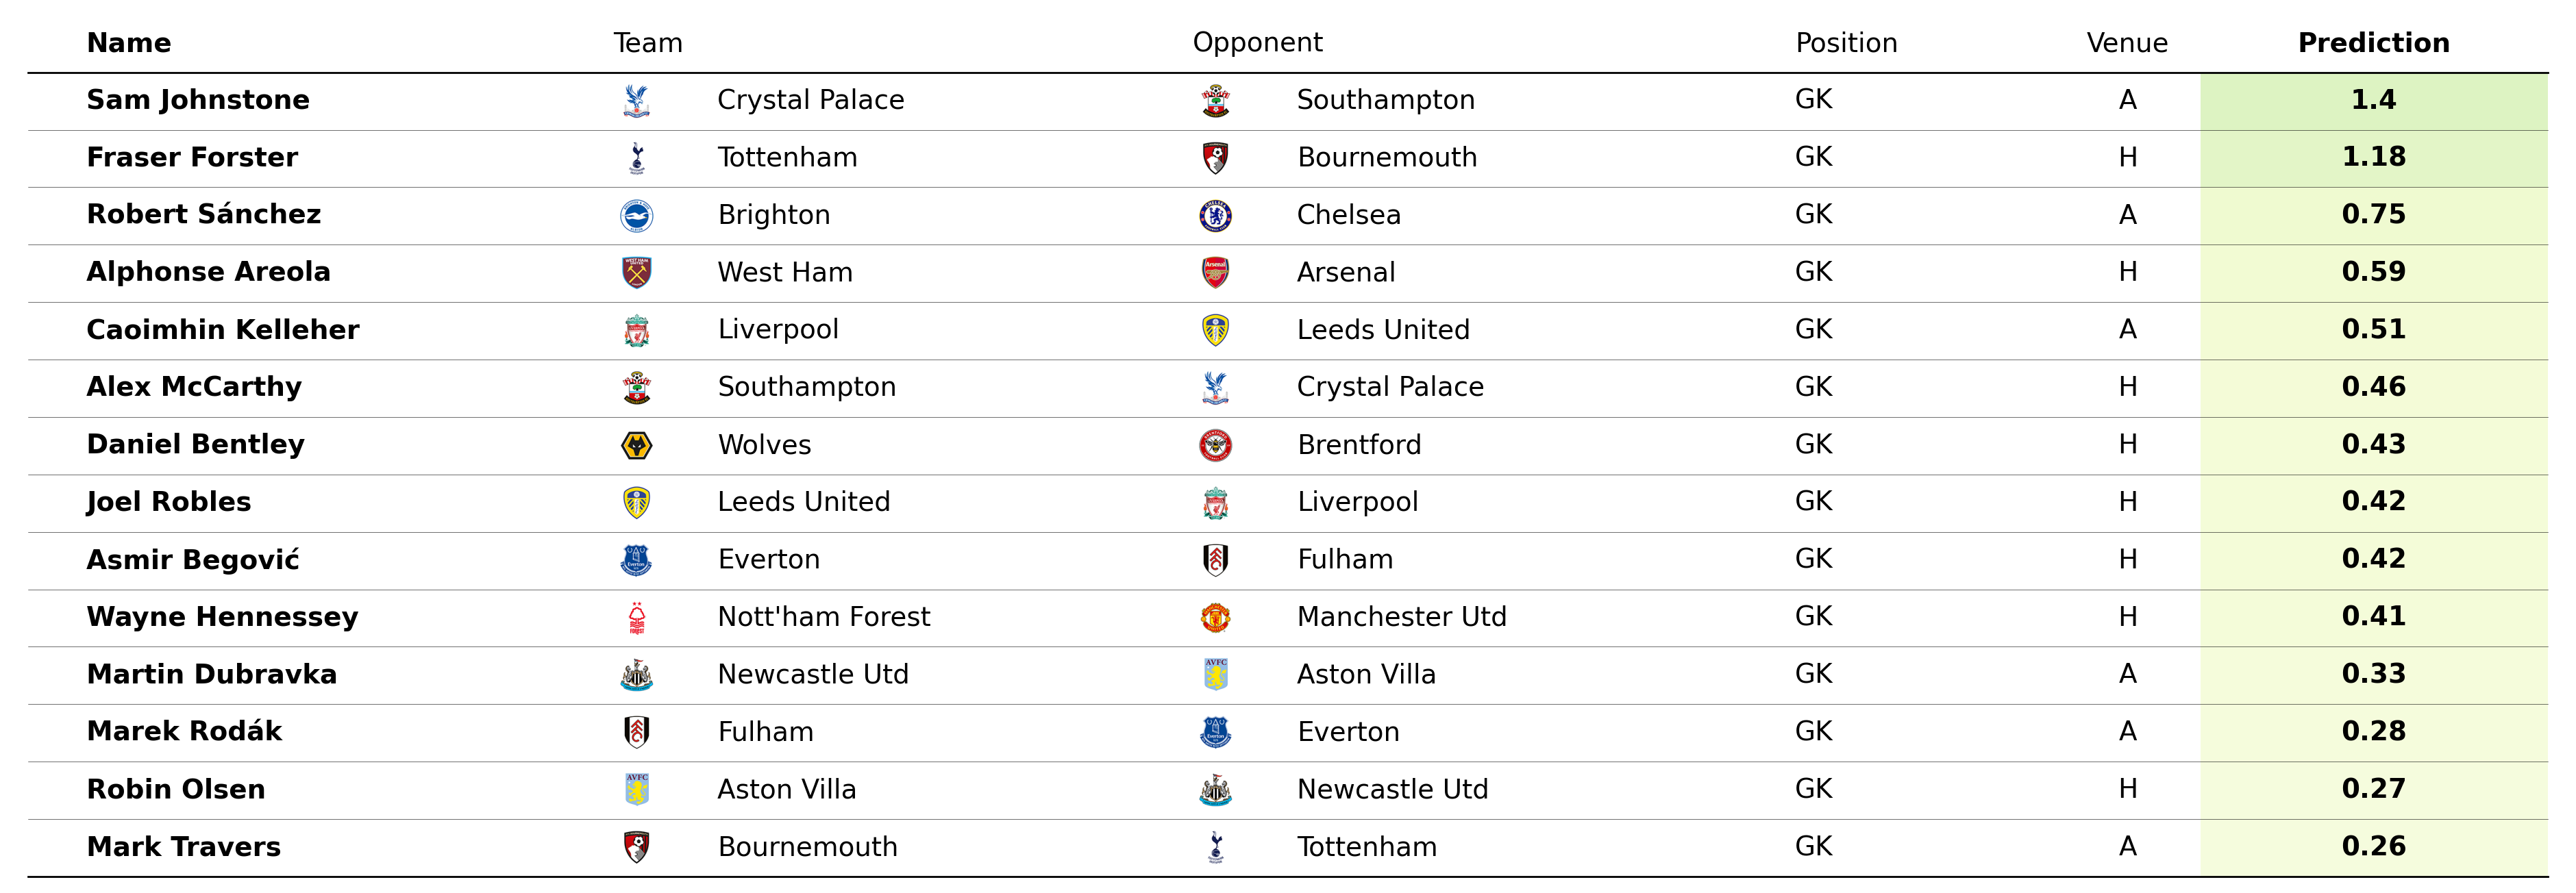 Name Team Opponent Position Venue Prediction
Sam Johnstone Crystal Palace Southampton GK A 1.4
Fraser Forster Tottenham Bournemouth GK H 1.18
Robert Sánchez Brighton Chelsea GK A 0.75
Alphonse Areola West Ham Arsenal GK H 0.59
Caoimhin Kelleher Liverpool Leeds United GK A 0.51
Alex McCarthy Southampton Crystal Palace GK H 0.46
Daniel Bentley Wolves Brentford GK H 0.43
Joel Robles Leeds United Liverpool GK H 0.42
Asmir Begović Everton Fulham GK H 0.42
Wayne Hennessey Nott'ham Forest Manchester Utd GK H 0.41
Martin Dubravka Newcastle Utd Aston Villa GK A 0.33
Marek Rodák Fulham Everton GK A 0.28
Robin Olsen Aston Villa Newcastle Utd GK H 0.27
Mark Travers Bournemouth Tottenham GK A 0.26